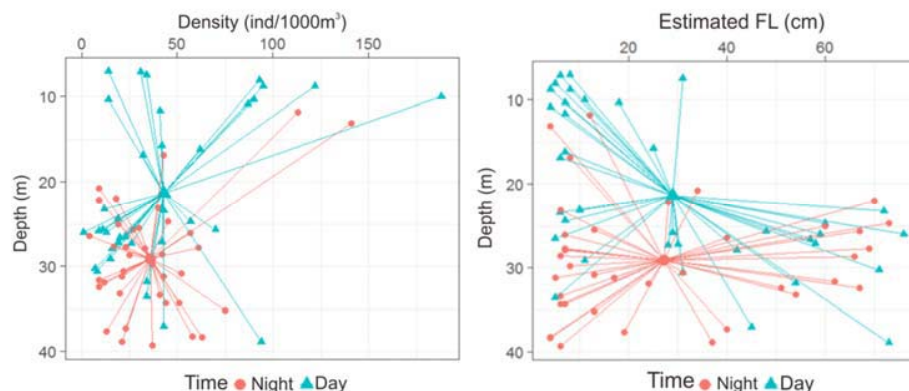 Density (ind/1000m³)
0 50 100 150
Depth (m)
10
20
30
40
Time Night Day
Estimated FL (cm)
20 40 60
Depth (m)
10
20
30
40
Time Night Day